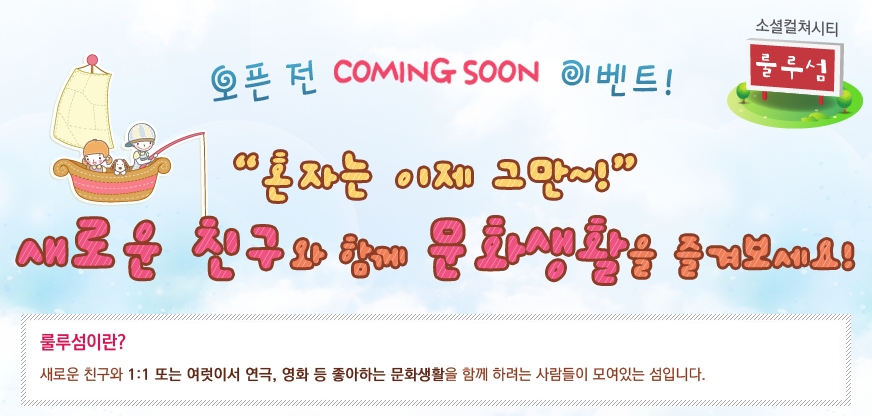 소셜컬쳐시티
룰루섬
오픈 전 COMING SOON 이벤트!
“혼자는 이제 그만~!”
새로운 친구와 함께 문화생활을 즐겨보세요!
룰루섬이란?
새로운 친구와 1:1 또는 여럿이서 연극, 영화 등 좋아하는 문화생활을 함께 하려는 사람들이 모여있는 섬입니다.